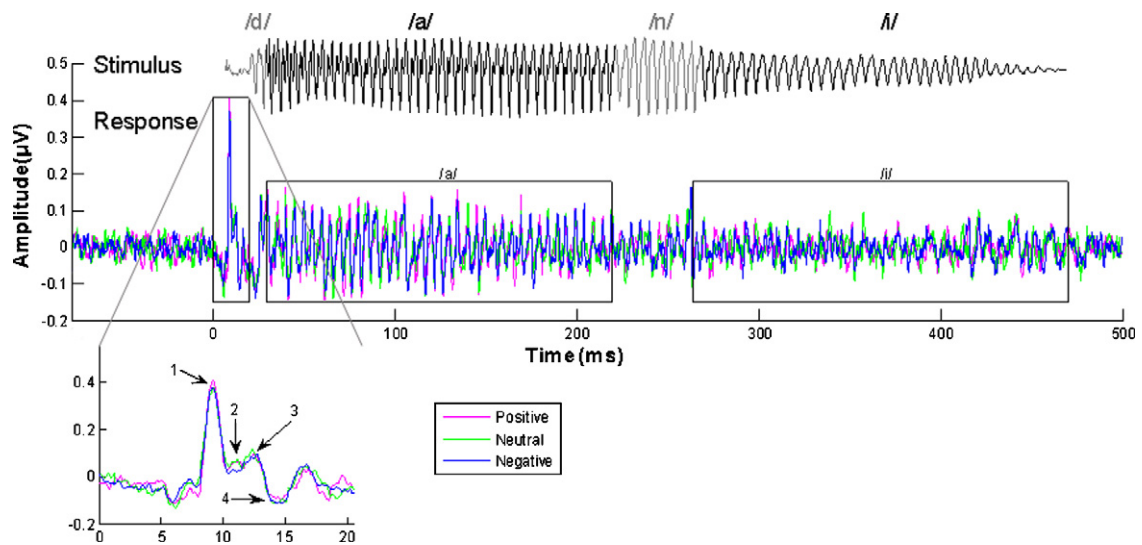 /d/ /a/ /n/ /i/
Stimulus
Response
Amplitude(µV)
0.5
0.4
0.3
0.2
0.1
0
-0.1
-0.2
/a/ /i/
0 100 200 300 400 500
Time (ms)
1
2
3
4
0.4
0.2
0
-0.2
0 5 10 15 20
Positive
Neutral
Negative